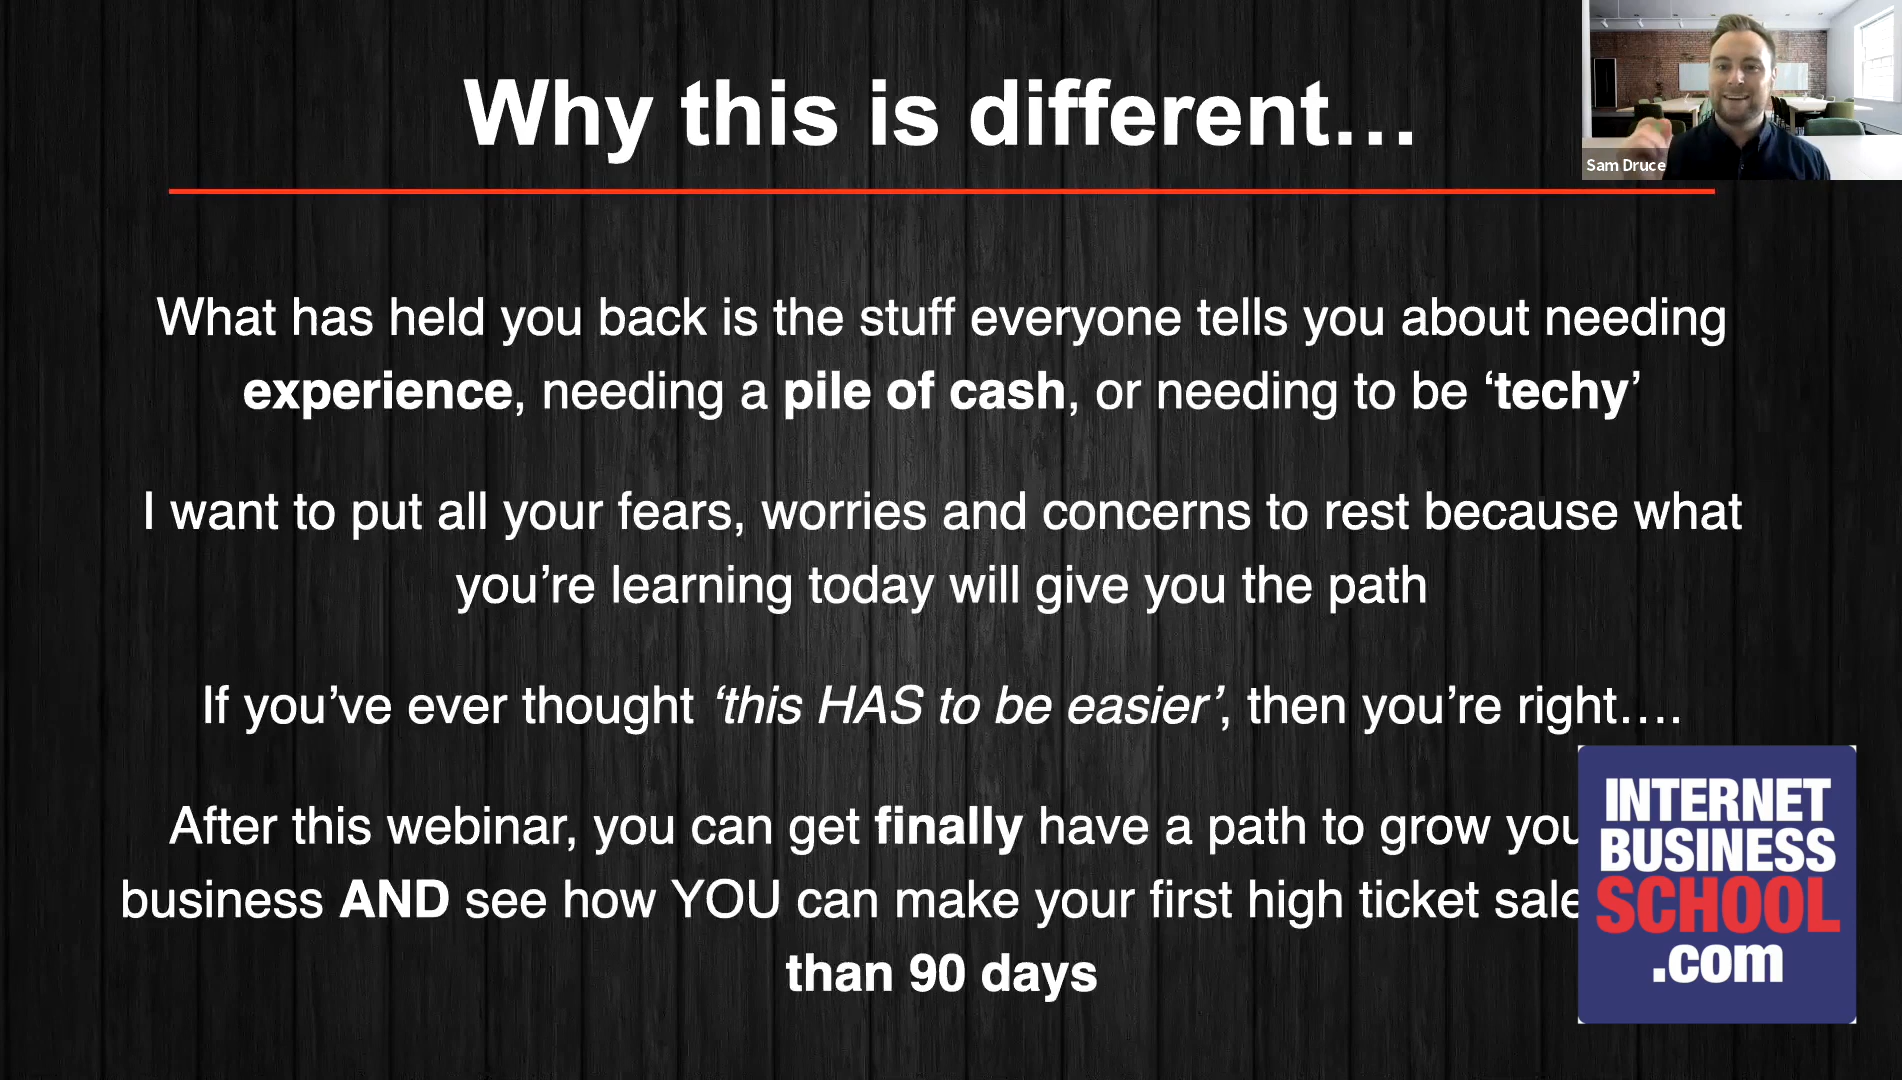 Why this is different...
Sam Druce
What has held you back is the stuff everyone tells you about needing
experience, needing a pile of cash, or needing to be ‘techy’
I want to put all your fears, worries and concerns to rest because what
you’re learning today will give you the path
If you’ve ever thought ‘this HAS to be easier’, then you’re right....
After this webinar, you can get finally have a path to grow
business AND see how YOU can make your first high ticket sale
than 90 days
INTERNET
BUSINESS
SCHOOL
.com